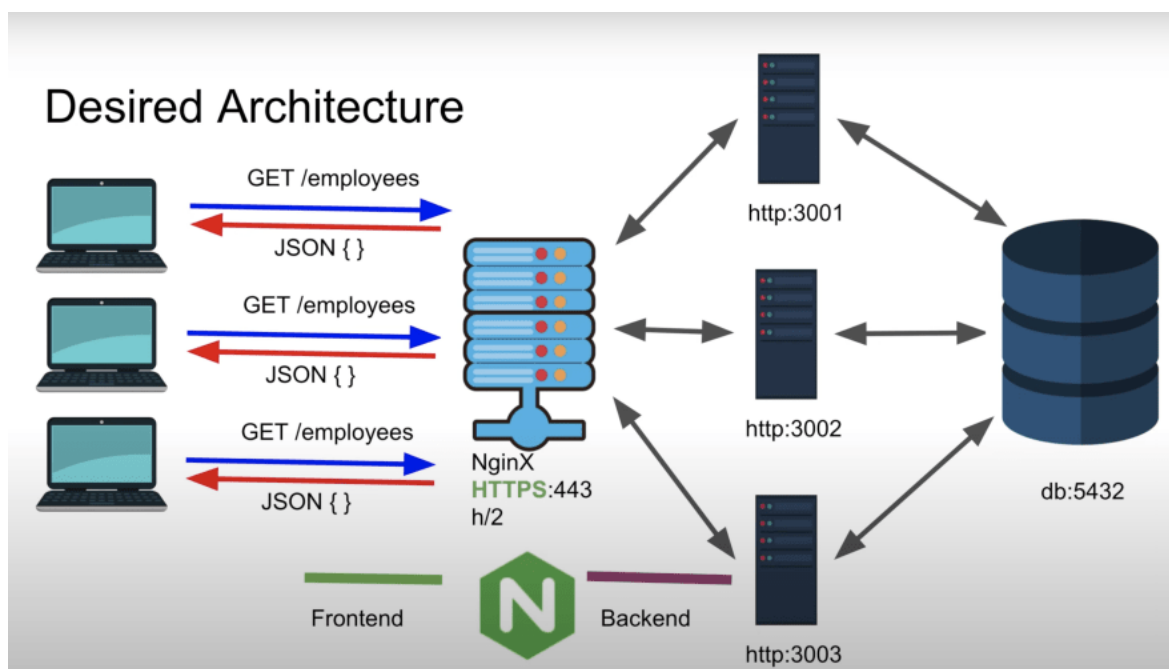 Desired Architecture
GET /employees
JSON { }
GET /employees
JSON { }
GET /employees
JSON { }
NginX
HTTPS:443
h/2
http:3001
http:3002
http:3003
db:5432
Frontend
N
Backend